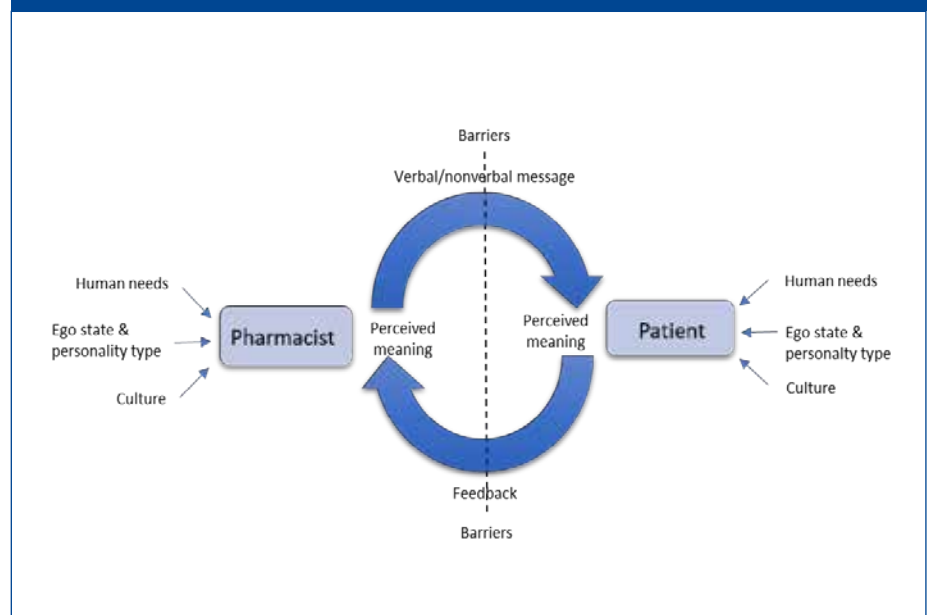 Barriers
Verbal/nonverbal message
Human needs
Ego state &
personality type
Culture
Pharmacist
Perceived
meaning
Perceived
meaning
Patient
Human needs
Ego state &
personalty type
Culture
Feedback
Barriers